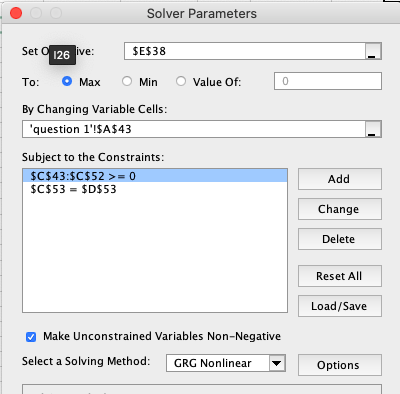 Solver Parameters
Set O ive: $E$38
I26
To: Max Min Value Of: 0
By Changing Variable Cells:
'question 1'!$A$43
Subject to the Constraints:
$C$43:$C$52 >= 0
$C$53 = $D$53
Add
Change
Delete
Reset All
Load/Save
Make Unconstrained Variables Non-Negative
Select a Solving Method: GRG Nonlinear Options